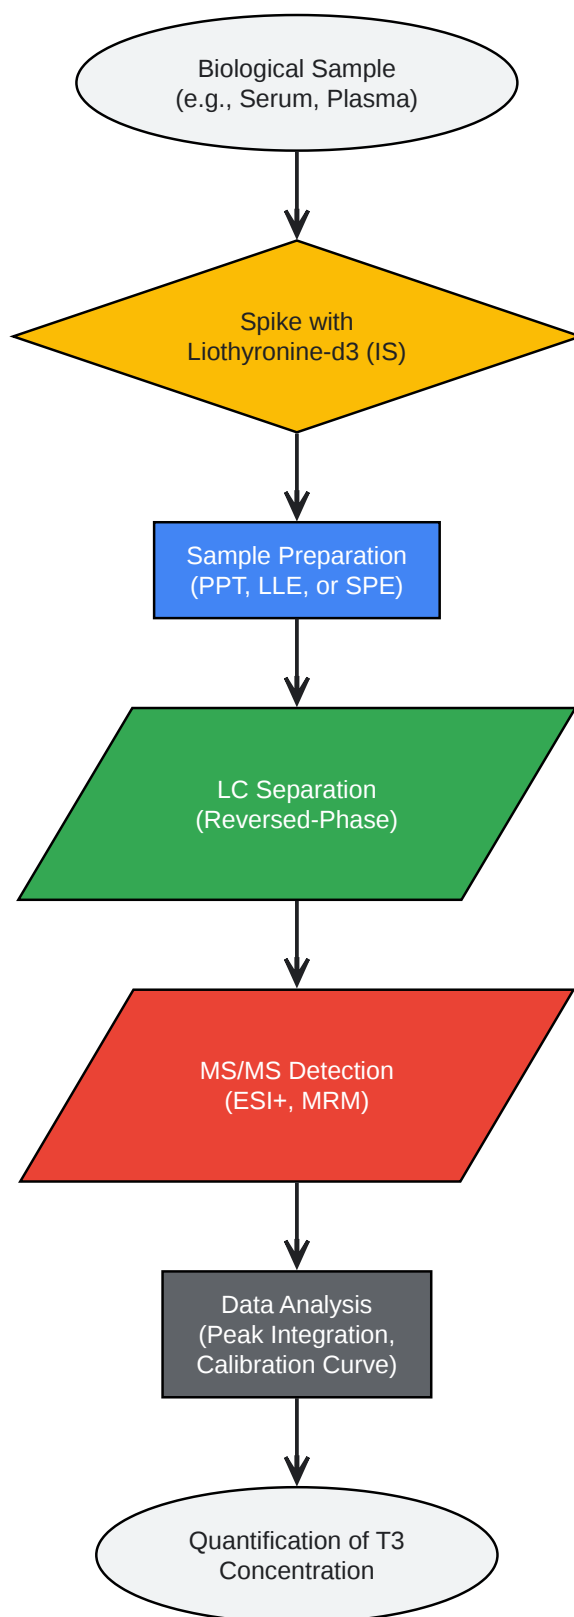 Biological Sample
(e.g., Serum, Plasma)
Spike with
Liothyronine-d3 (IS)
Sample Preparation
(PPT, LLE, or SPE)
LC Separation
(Reversed-Phase)
MS/MS Detection
(ESI+, MRM)
Data Analysis
(Peak Integration,
Calibration Curve)
Quantification of T3
Concentration